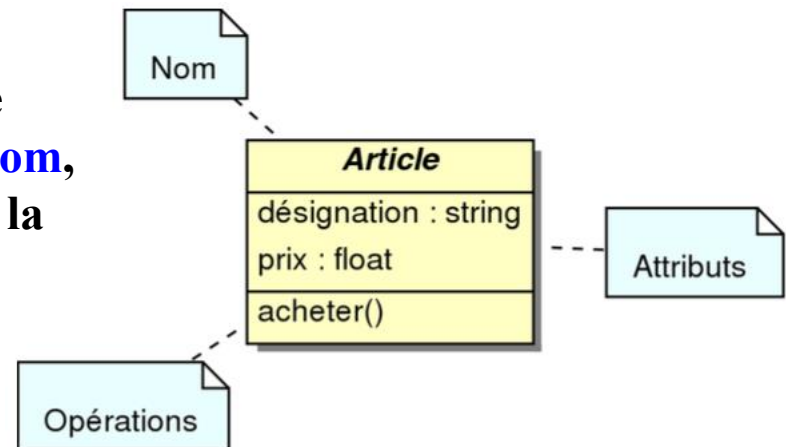 Nom
om,
la
Article
désignation : string
prix : float
acheter()
Attributs
Opérations